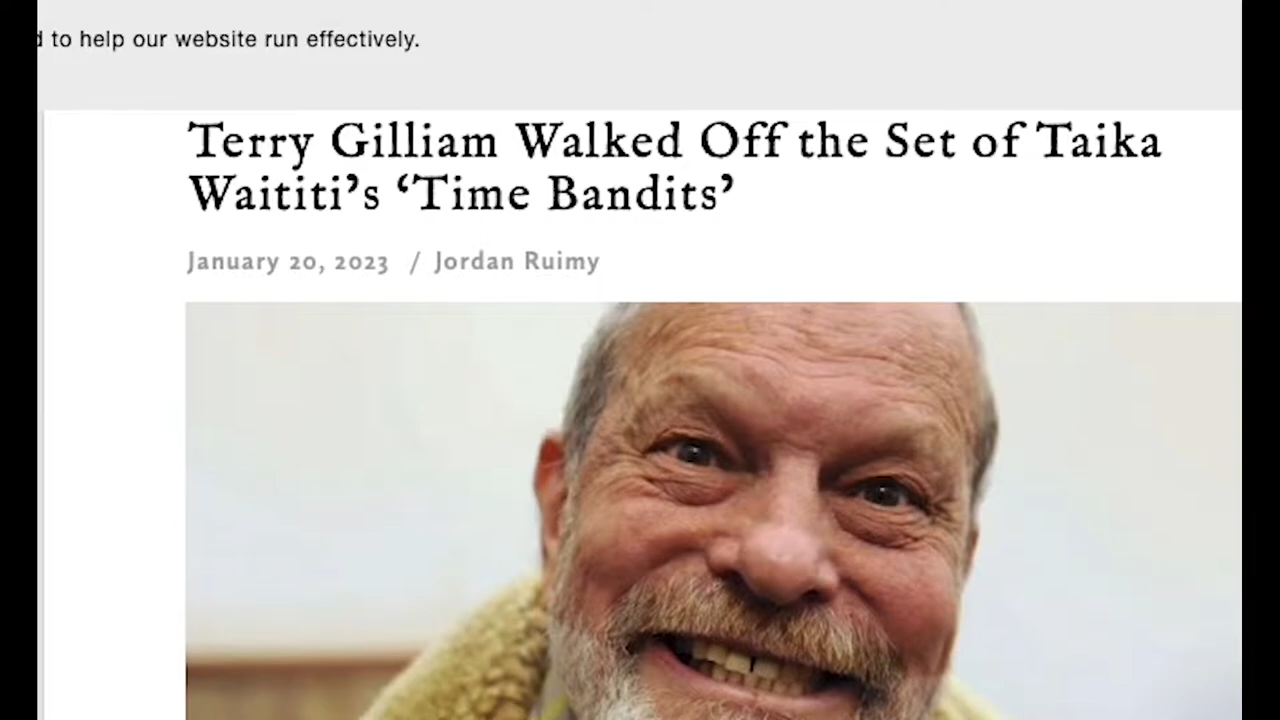 to help our website run effectively.
Terry Gilliam Walked Off the Set of Taika
Waititi’s ‘Time Bandits’
January 20, 2023 / Jordan Ruimy